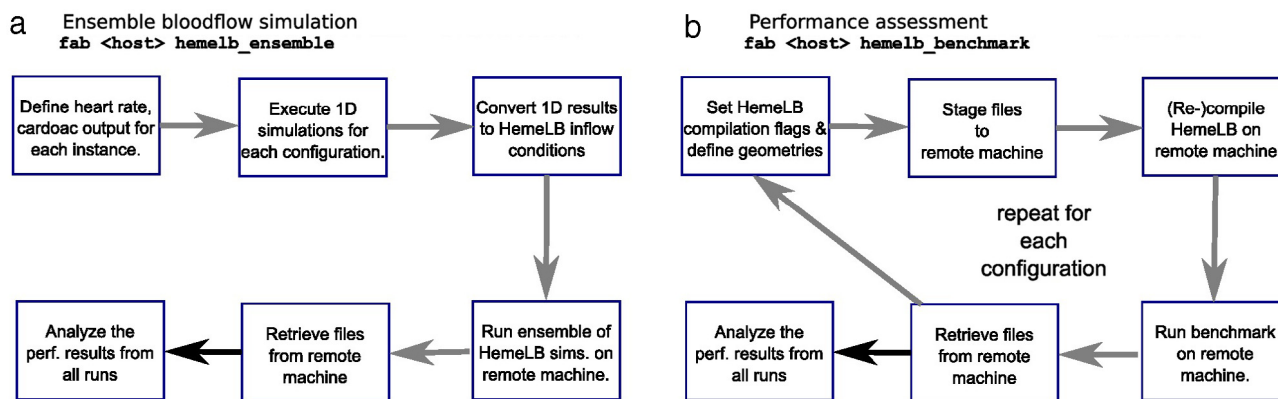 a
Ensemble bloodflow simulation
fab <host> hemelb_ensemble
Define heart rate,
cardoac output for
each instance.
Execute 1D
simulations for
each configuration.
Convert 1D results
to HemeLB inflow
conditions
Analyze the
perf. results from
all runs
Retrieve files
from remote
machine
Run ensemble of
HemeLB sims. on
remote machine.
b
Performance assessment
fab <host> hemelb_benchmark
Set HemeLB
compilation flags &
define geometries
Stage files
to
remote machine
(Re-)compile
HemeLB on
remote machine
repeat for
each
configuration
Analyze the
perf. results from
all runs
Retrieve files
from remote
machine
Run benchmark
on remote
machine.